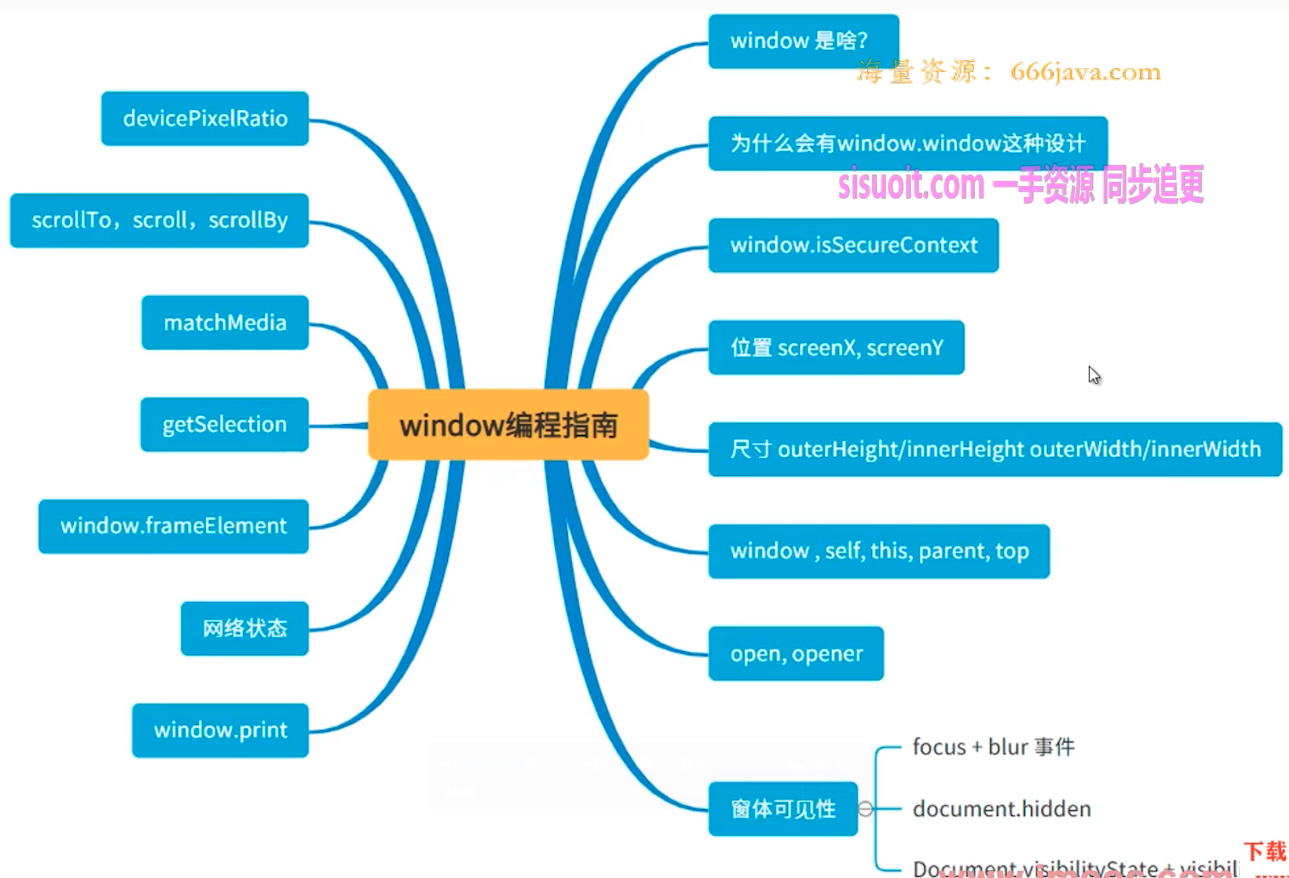 window 是啥？
海量资源：666java.com
为什么会有window.window这种设计
sisuoit.com 一手资源 同步追更
window.isSecureContext
位置 screenX, screenY
尺寸 outerHeight/innerHeight outerWidth/innerWidth
window , self, this, parent, top
open, opener
窗体可见性
focus + blur 事件
document.hidden
Document.visibilityState + visibil
window编程指南
devicePixelRatio
scrollTo，scroll，scrollBy
matchMedia
getSelection
window.frameElement
网络状态
window.print
下载